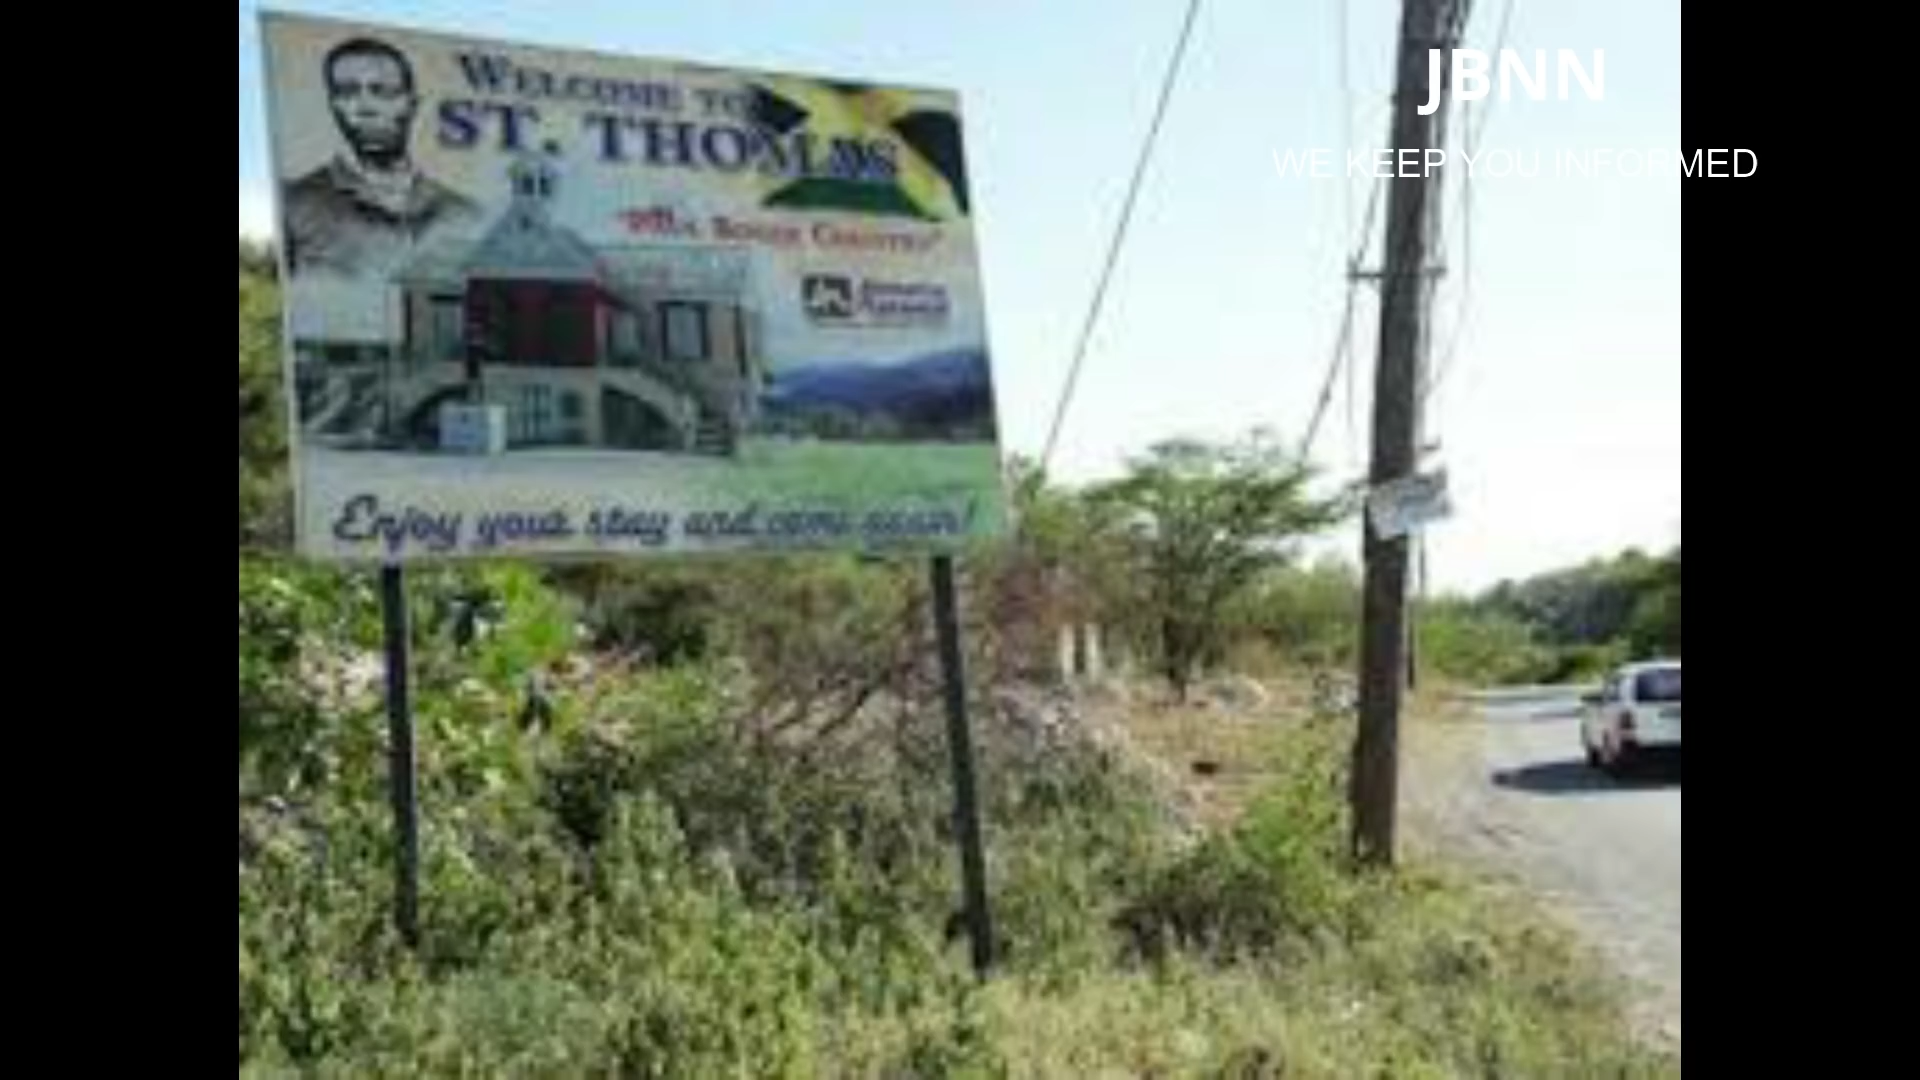 WELCOME TO
ST. THOMAS
Enjoy your stay and come again!
JBNN
WE KEEP YOU INFORMED